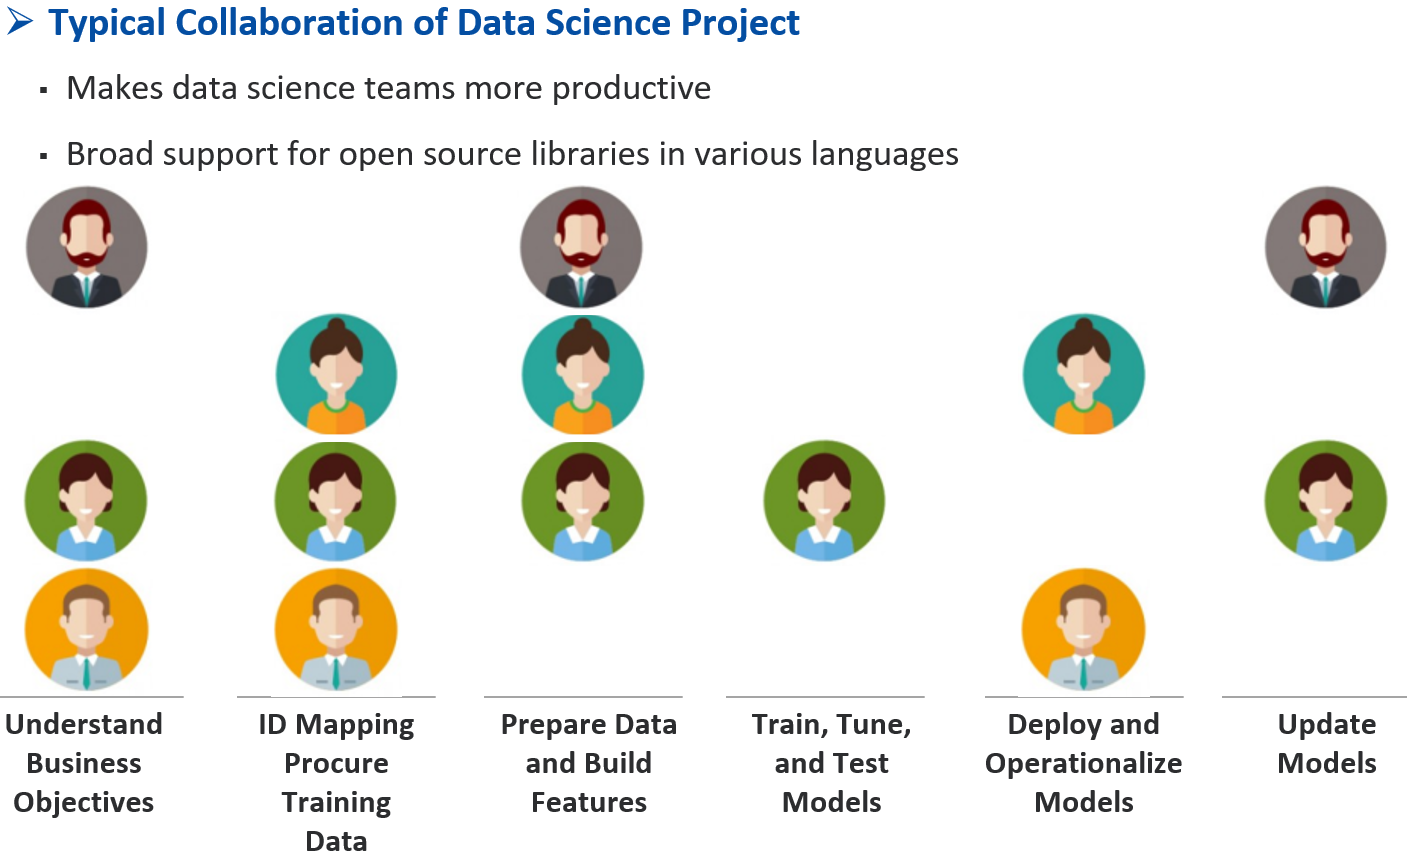 ➢ Typical Collaboration of Data Science Project
▪ Makes data science teams more productive
▪ Broad support for open source libraries in various languages
Understand
Business
Objectives
ID Mapping
Procure
Training
Data
Prepare Data
and Build
Features
Train, Tune,
and Test
Models
Deploy and
Operationalize
Models
Update
Models